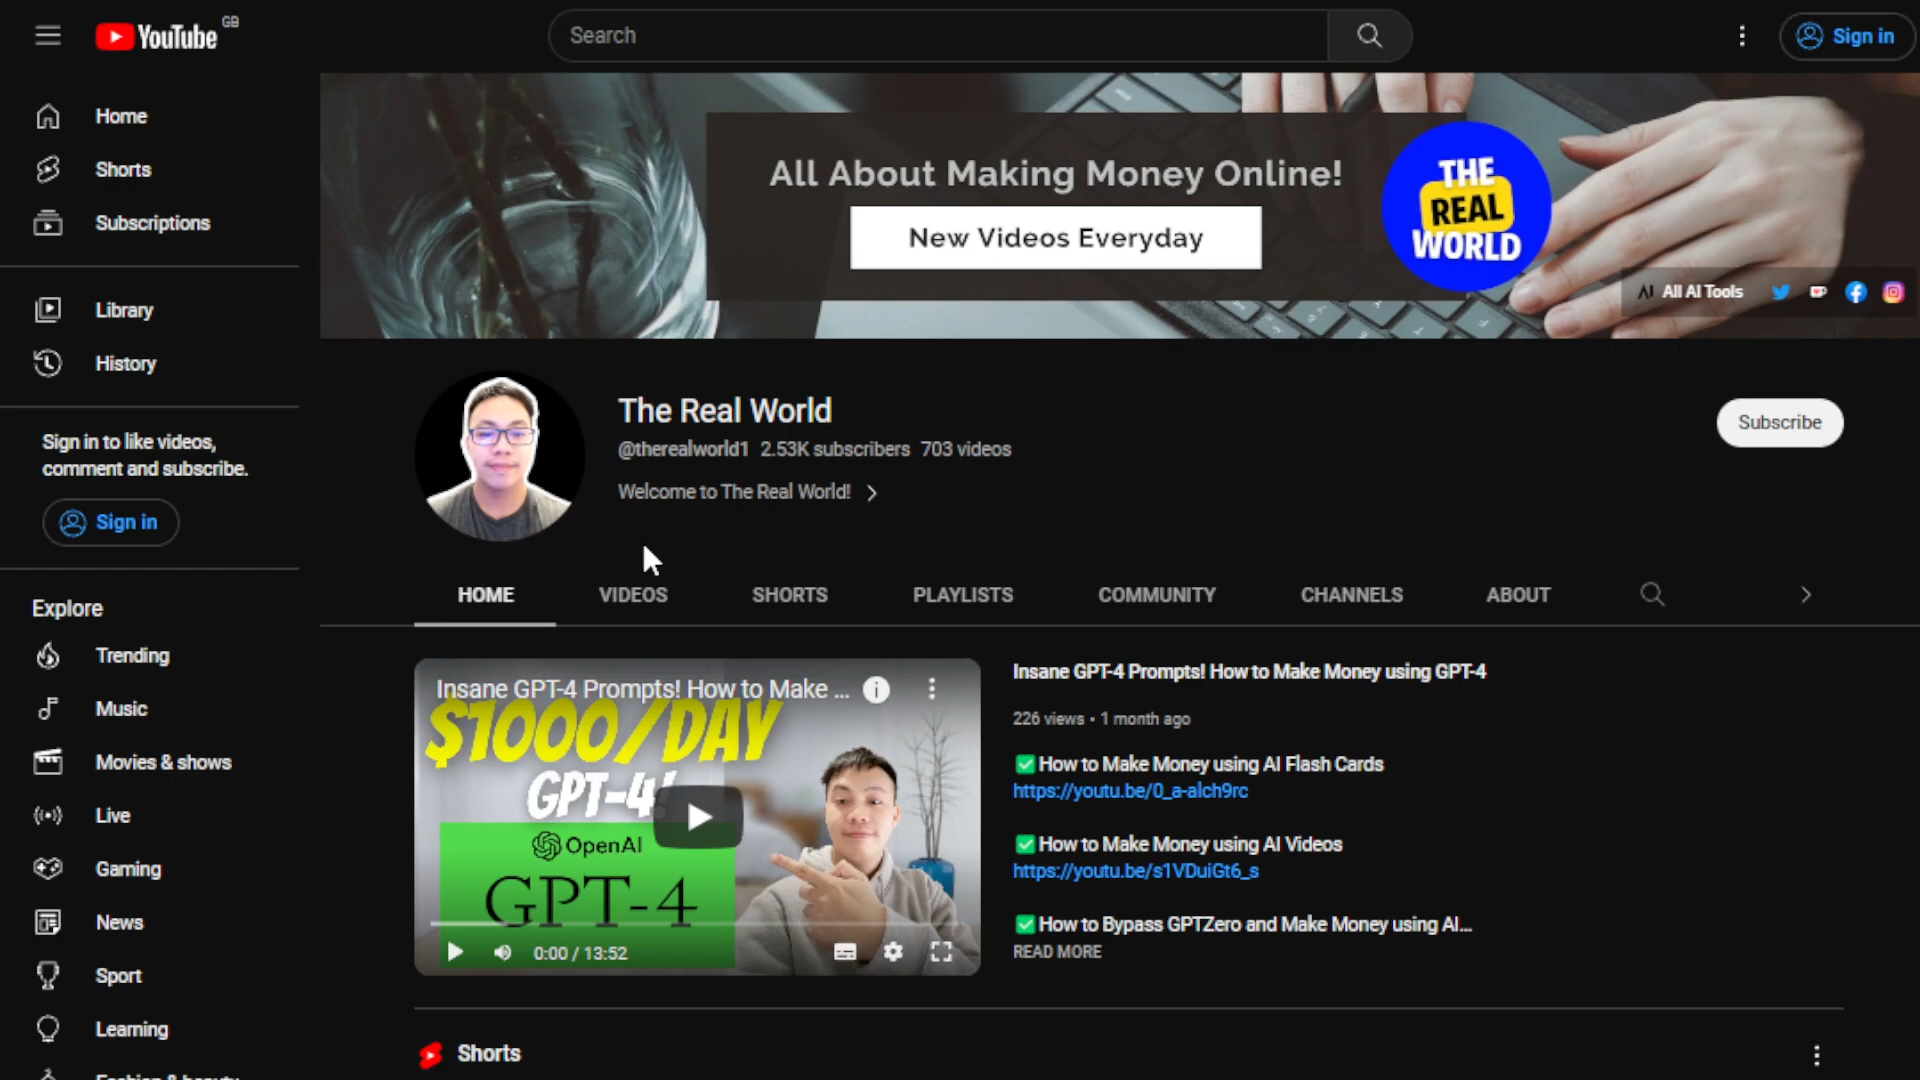 YouTube GB
Search
Sign in
Home
Shorts
Subscriptions
Library
History
Sign in to like videos,
comment and subscribe.
Sign in
Explore
Trending
Music
Movies & shows
Live
Gaming
News
Sport
Learning
Fashion & beauty
All About Making Money Online!
New Videos Everyday
THE
REAL
WORLD
All AI Tools
The Real World
@therealworld1 2.53K subscribers 703 videos
Welcome to The Real World!
Subscribe
HOME VIDEOS SHORTS PLAYLISTS COMMUNITY CHANNELS ABOUT
Insane GPT-4 Prompts! How to Make ...
$1000/DAY
GPT-4!
OpenAI
GPT-4
0:00 / 13:52
Insane GPT-4 Prompts! How to Make Money using GPT-4
226 views • 1 month ago
✅How to Make Money using AI Flash Cards
https://youtu.be/0_a-alch9rc
✅How to Make Money using AI Videos
https://youtu.be/s1VDuiGt6_s
✅How to Bypass GPTZero and Make Money using AI...
READ MORE
Shorts